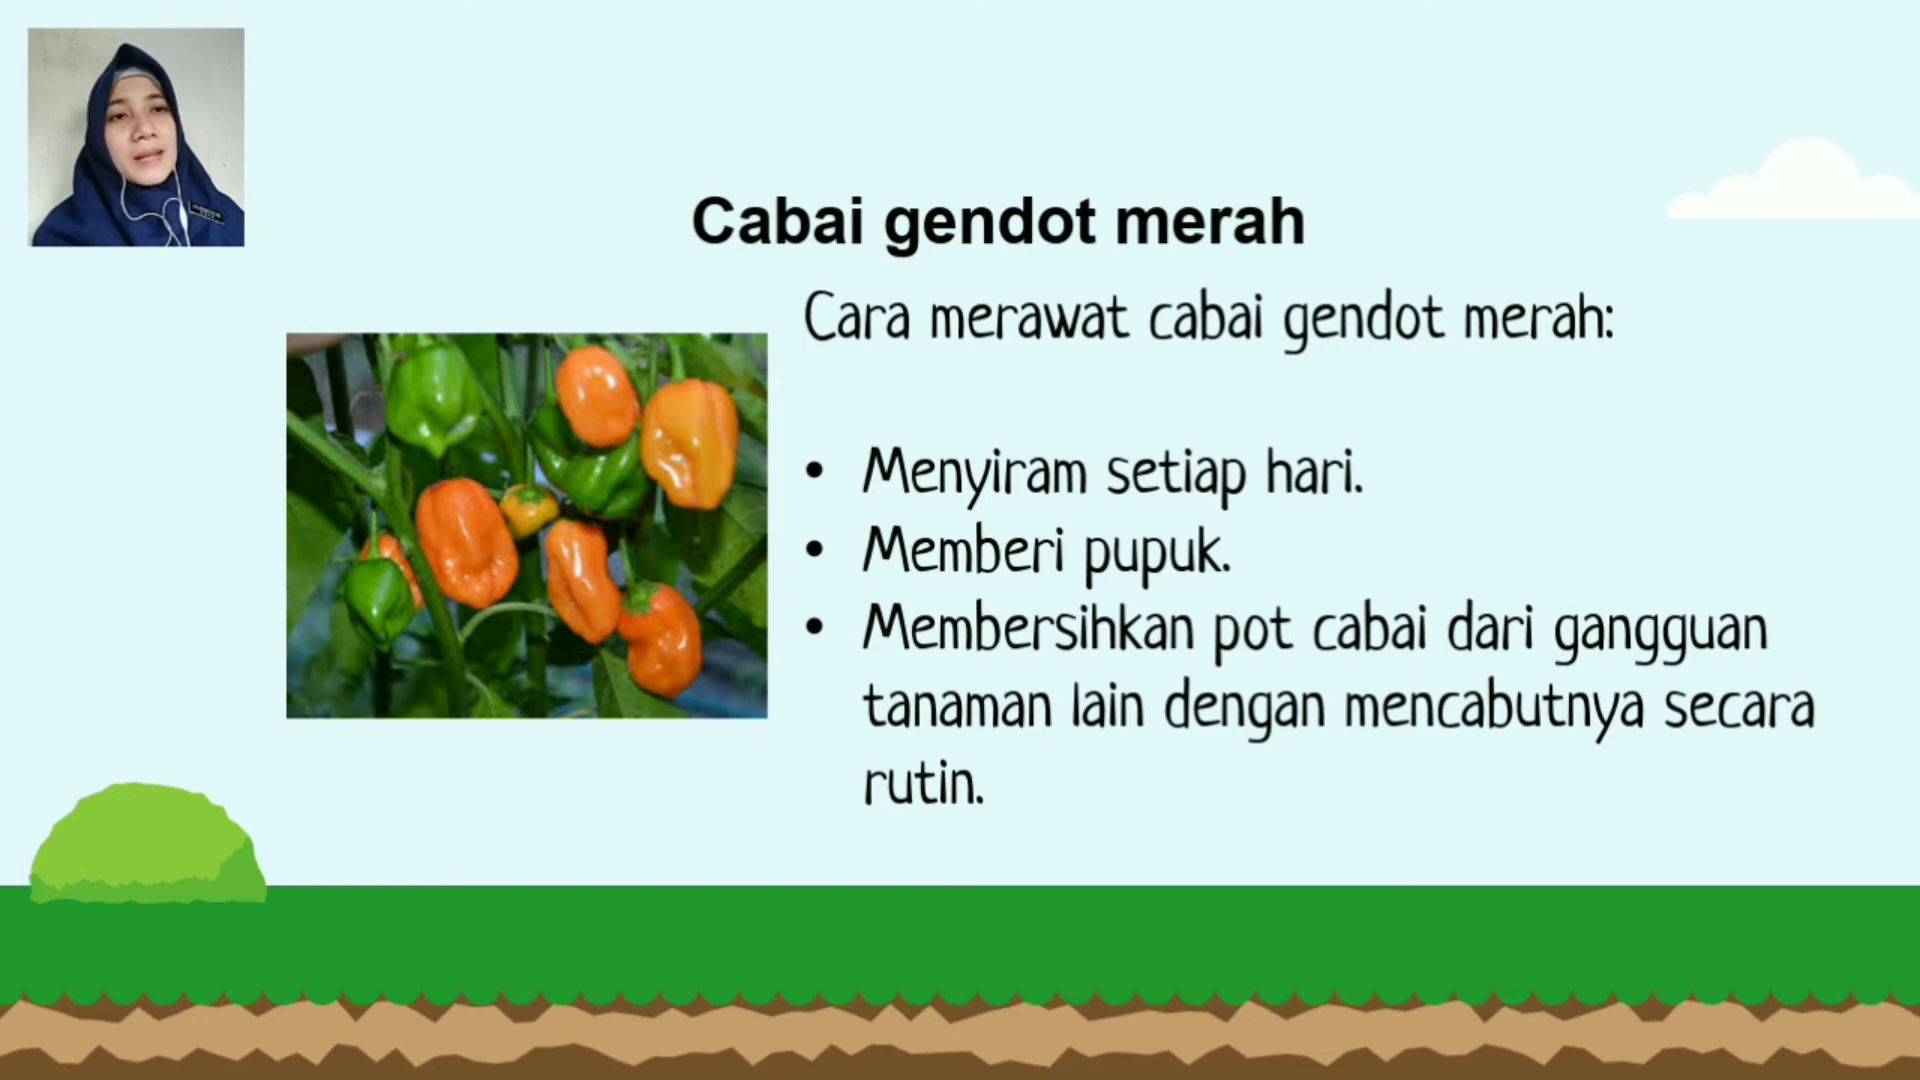 Cabai gendot merah
Cara merawat cabai gendot merah:
• Menyiram setiap hari.
• Memberi pupuk.
• Membersihkan pot cabai dari gangguan
tanaman lain dengan mencabutnya secara
rutin.